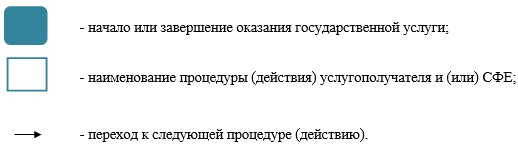 - начало или завершение оказания государственной услуги;
- наименование процедуры (действия) услугополучателя и (или) СФЕ;
- переход к следующей процедуре (действию).